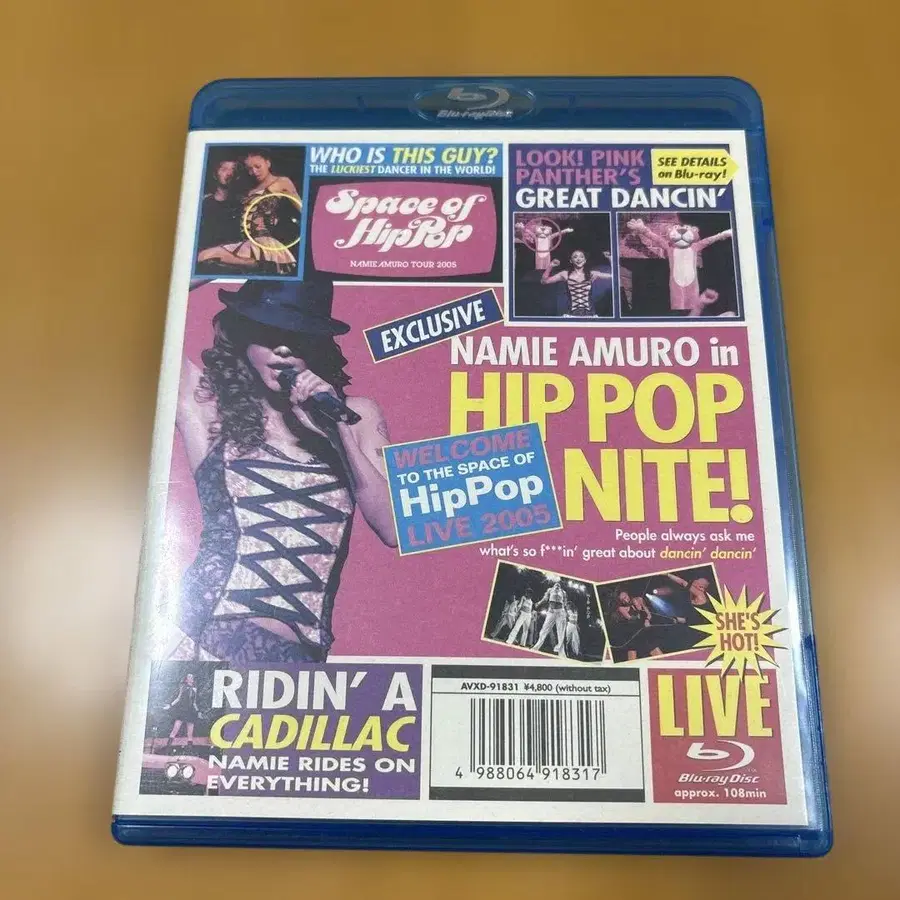 Blu-ray Disc
WHO IS THIS GUY?
THE LUCKIEST DANCER IN THE WORLD!
Space of
HipPop
NAMIE AMURO TOUR 2005
LOOK! PINK
PANTHER'S
GREAT DANCIN'
SEE DETAILS
on Blu-ray!
EXCLUSIVE
NAMIE AMURO in
HIP POP
NITE!
WELCOME
TO THE SPACE OF
HipPop
LIVE 2005
People always ask me
what's so f***in' great about dancin' dancin'
SHE'S
HOT!
RIDIN' A
CADILLAC
NAMIE RIDES ON
EVERYTHING!
AVXD-91831 ¥4,800 (without tax)
4 988064 918317
LIVE
Blu-ray Disc
approx. 108min